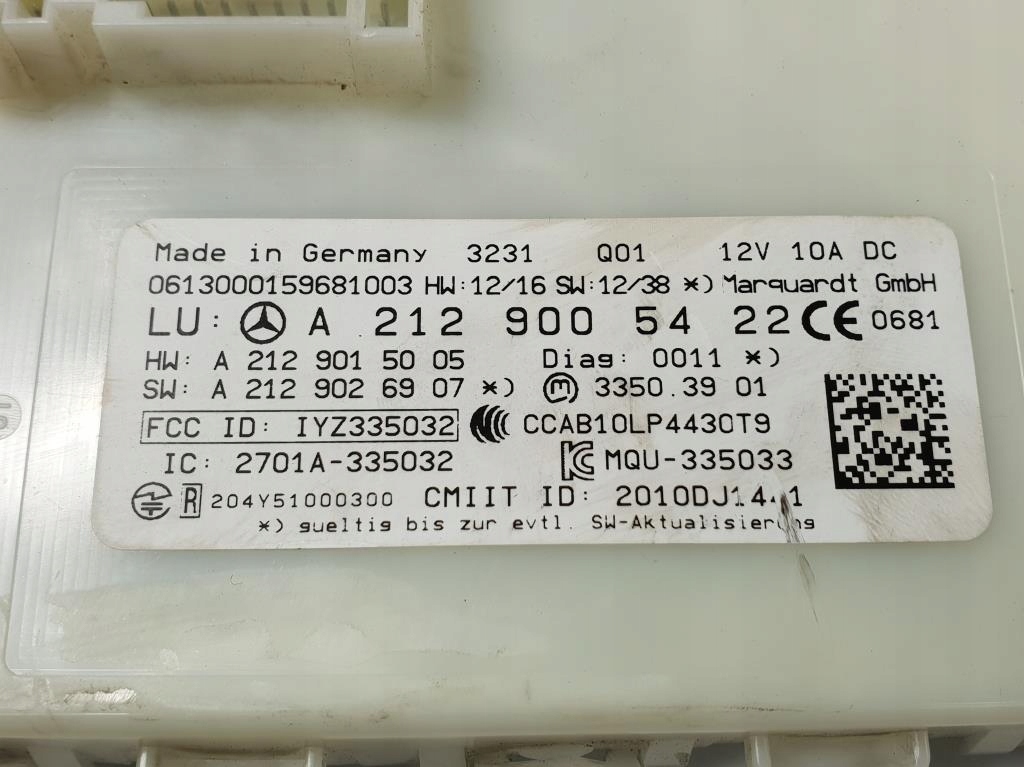 Made in Germany 3231 Q01 12V 10A DC
0613000159681003 HW:12/16 SW:12/38 *) Marquardt GmbH
LU: A 212 900 54 22 CE 0681
HW: A 212 901 50 05 Diag: 0011 *)
SW: A 212 902 69 07 *) m 3350.39 01
FCC ID: IYZ335032 CCAB10LP4430T9
IC: 2701A-335032 KC MQU-335033
R 204Y51000300 CMIIT ID:
*) gueltig bis zur evtl. SW-Aktualisierung